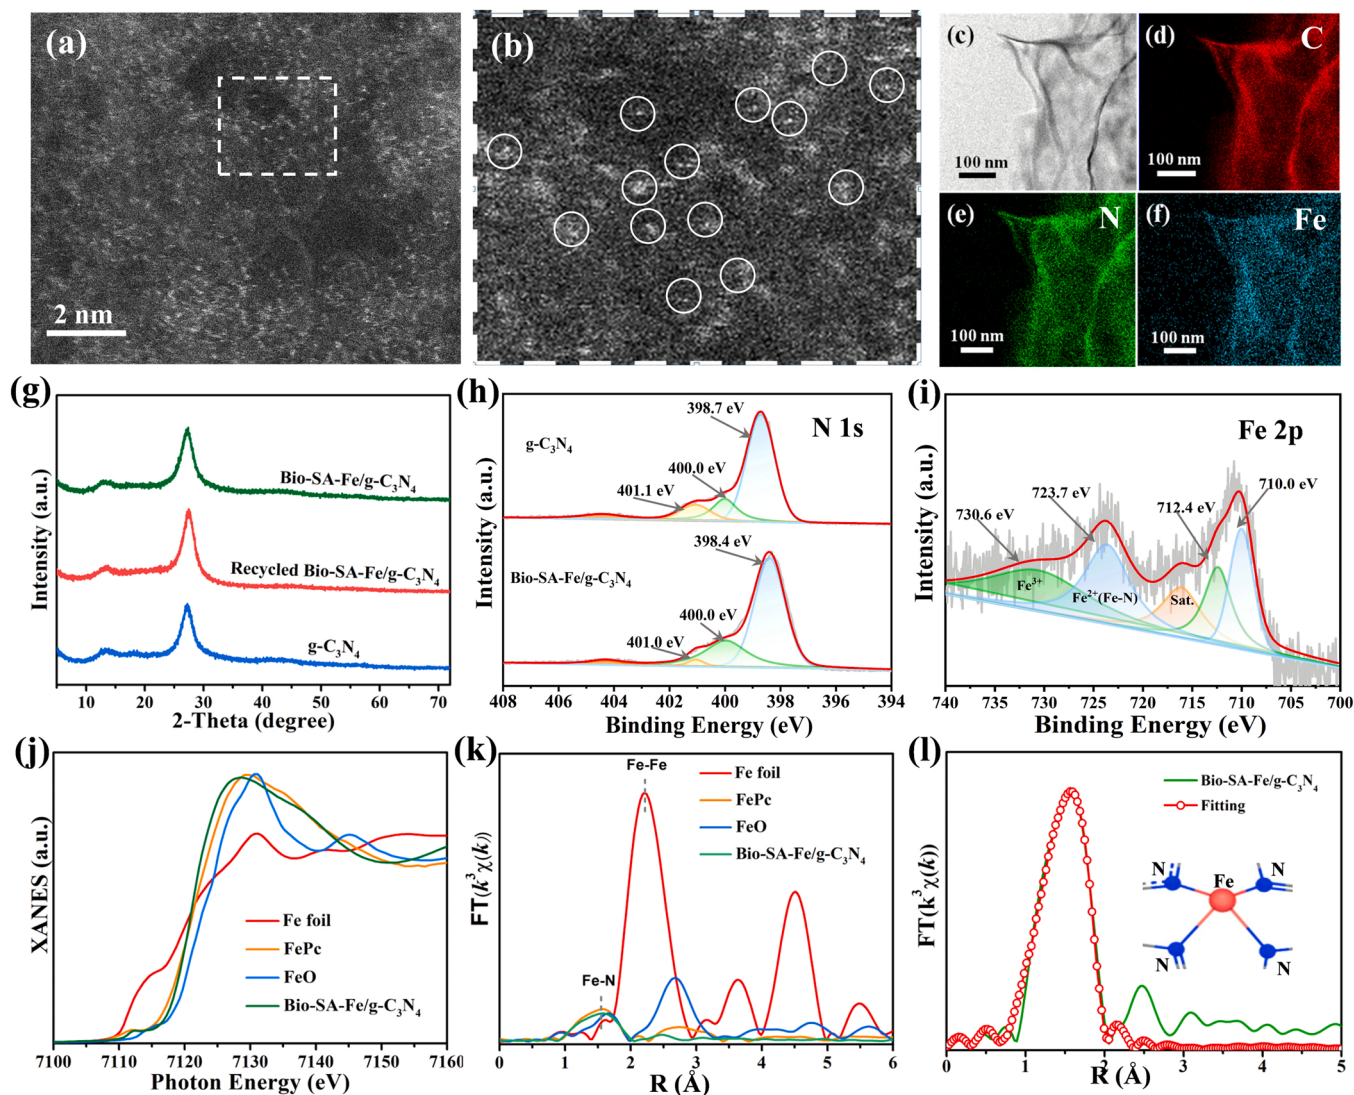 (a)
2 nm
(b)
(c)
100 nm
(d)
C
100 nm
(e)
N
100 nm
(f)
Fe
100 nm
(g)
Intensity (a.u.)
Bio-SA-Fe/g-C₃N₄
Recycled Bio-SA-Fe/g-C₃N₄
g-C₃N₄
10 20 30 40 50 60 70
2-Theta (degree)
(h)
Intensity (a.u.)
N 1s
g-C₃N₄
398.7 eV
400.0 eV
401.1 eV
398.4 eV
Bio-SA-Fe/g-C₃N₄
400.0 eV
401.0 eV
408 406 404 402 400 398 396 394
Binding Energy (eV)
(i)
Intensity (a.u.)
Fe 2p
710.0 eV
723.7 eV
712.4 eV
730.6 eV
Fe³⁺
Fe²⁺(Fe-N)
Sat.
740 735 730 725 720 715 710 705 700
Binding Energy (eV)
(j)
XANES (a.u.)
Fe foil
FePc
FeO
Bio-SA-Fe/g-C₃N₄
7100 7110 7120 7130 7140 7150 7160
Photon Energy (eV)
(k)
FT(k³χ(k))
Fe-Fe
Fe-N
Fe foil
FePc
FeO
Bio-SA-Fe/g-C₃N₄
0 1 2 3 4 5 6
R (Å)
(l)
FT(k³χ(k))
Bio-SA-Fe/g-C₃N₄
Fitting
N Fe N
N N
0 1 2 3 4 5
R (Å)